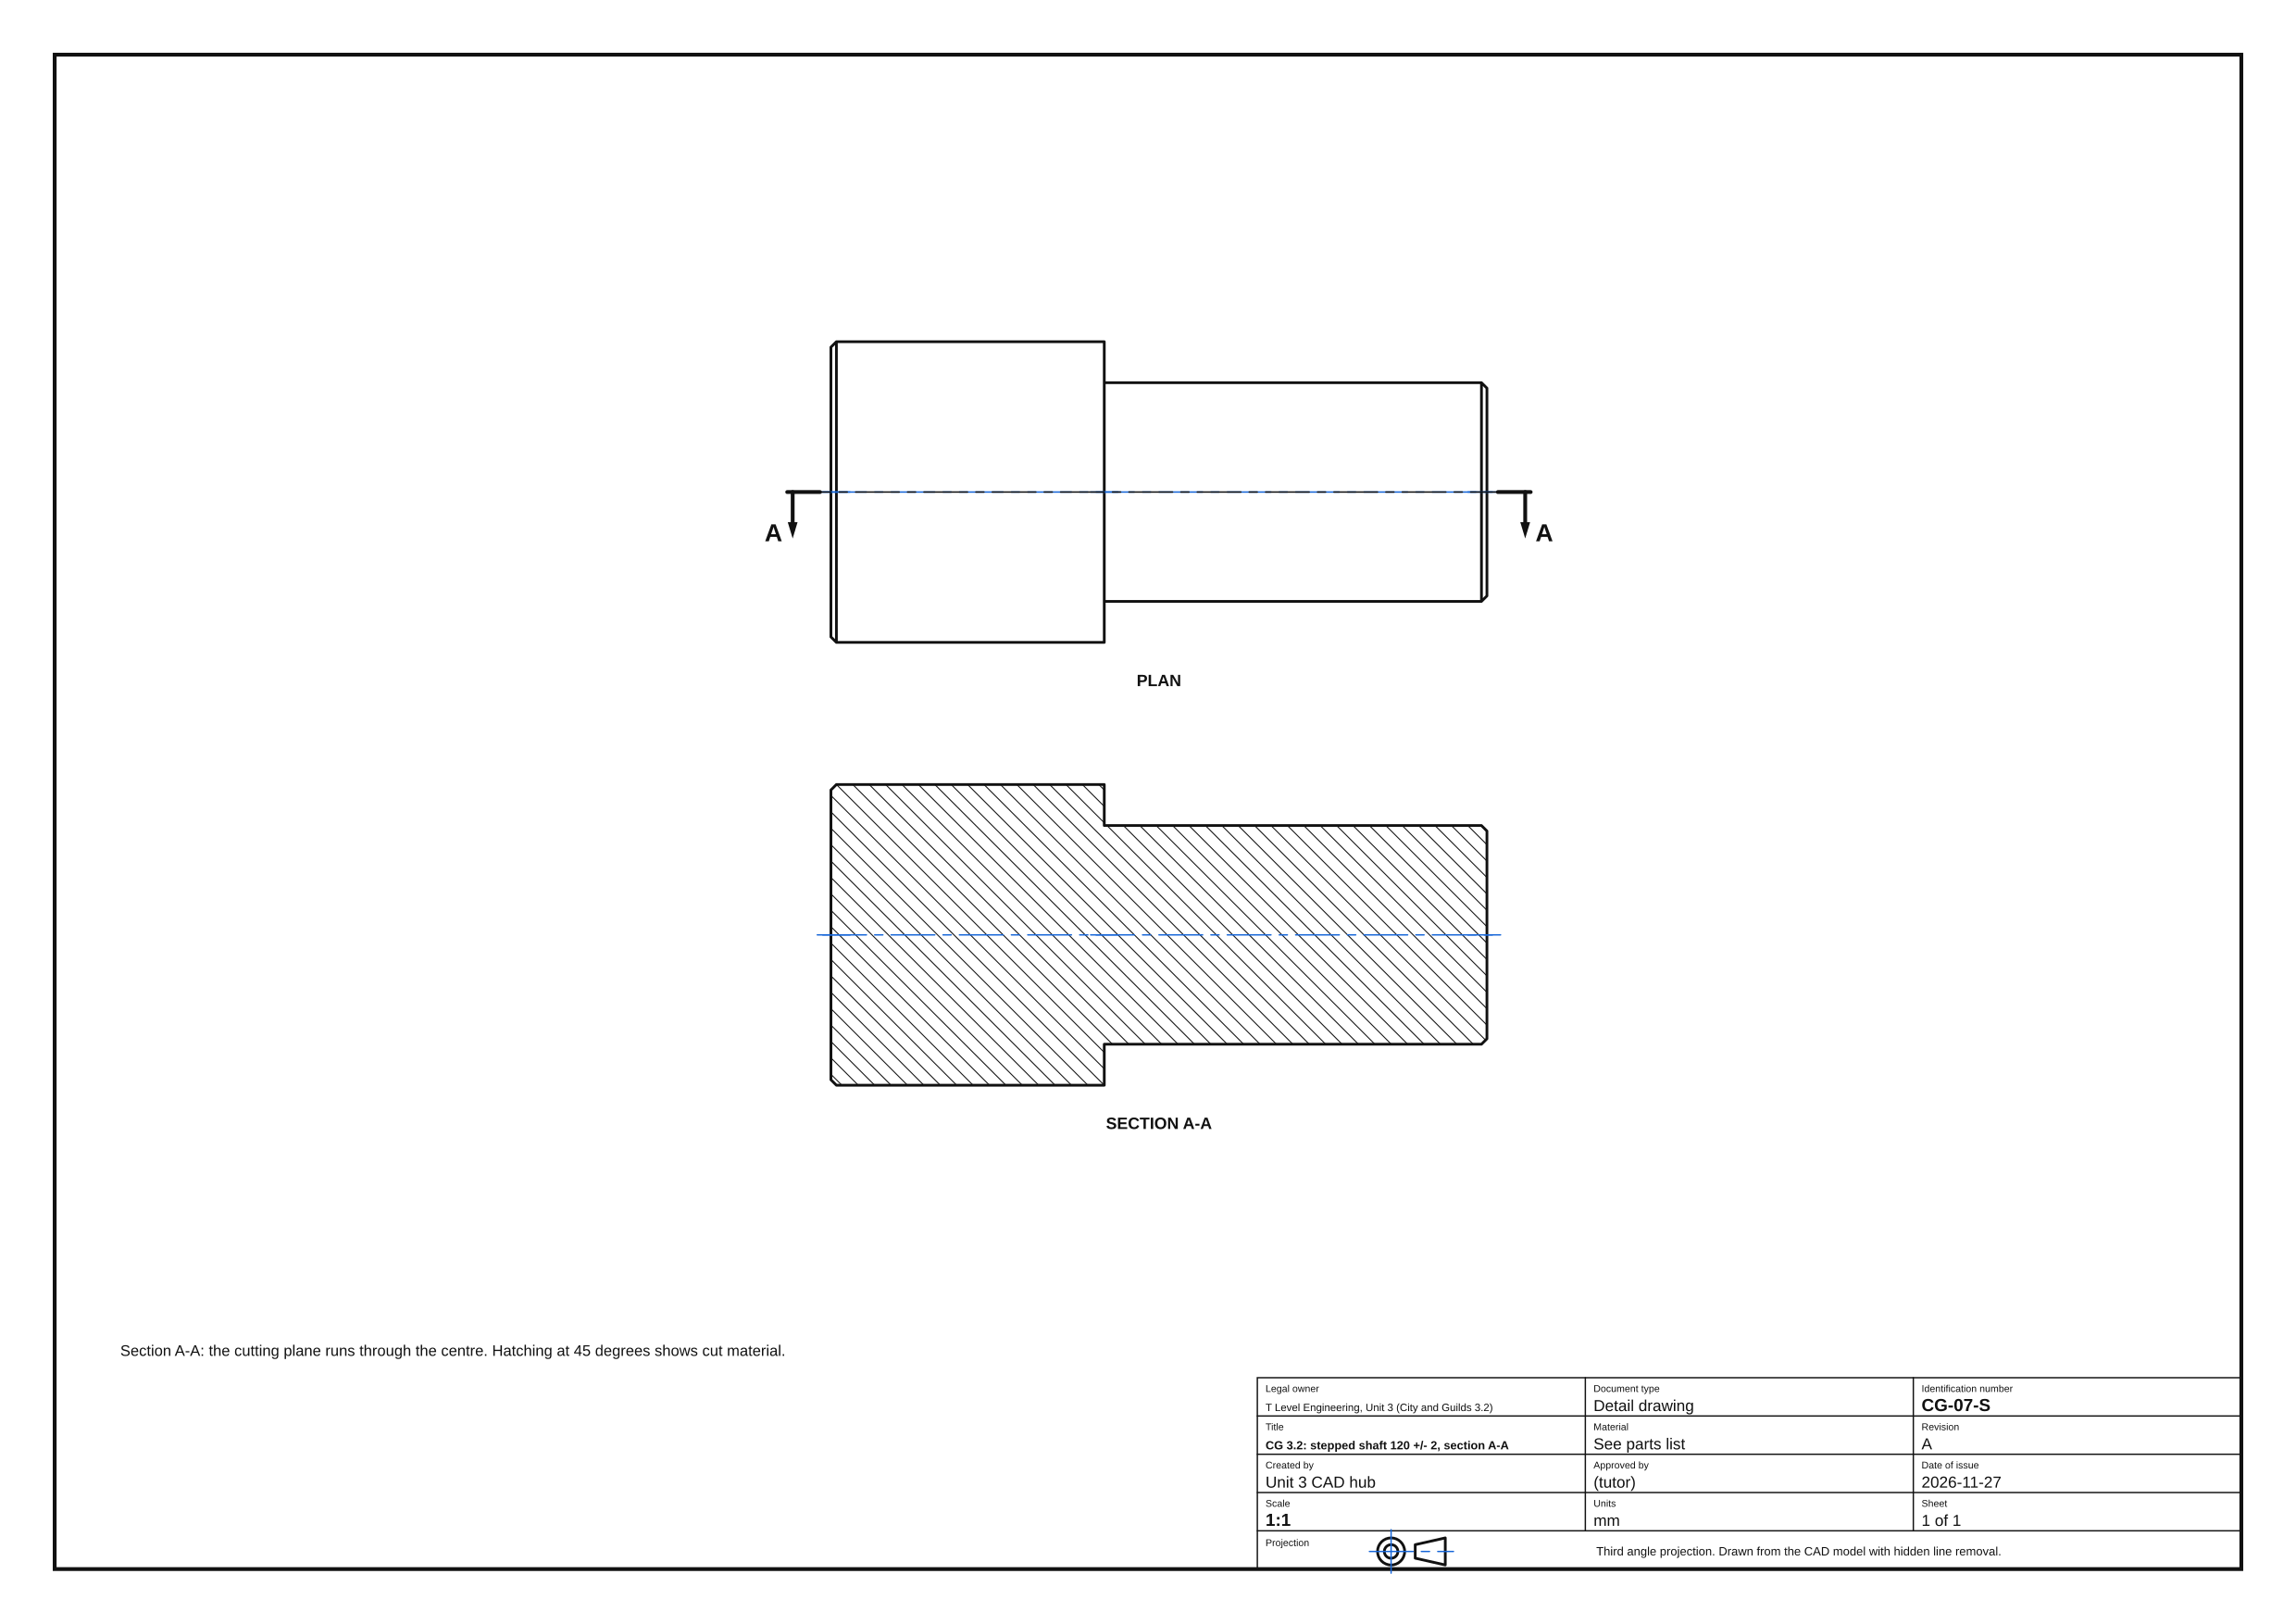 A
A
PLAN
SECTION A-A
Section A-A: the cutting plane runs through the centre. Hatching at 45 degrees shows cut material.
Legal owner
T Level Engineering, Unit 3 (City and Guilds 3.2)
Document type
Detail drawing
Identification number
CG-07-S
Title
CG 3.2: stepped shaft 120 +/- 2, section A-A
Material
See parts list
Revision
A
Created by
Unit 3 CAD hub
Approved by
(tutor)
Date of issue
2026-11-27
Scale
1:1
Units
mm
Sheet
1 of 1
Projection
Third angle projection. Drawn from the CAD model with hidden line removal.